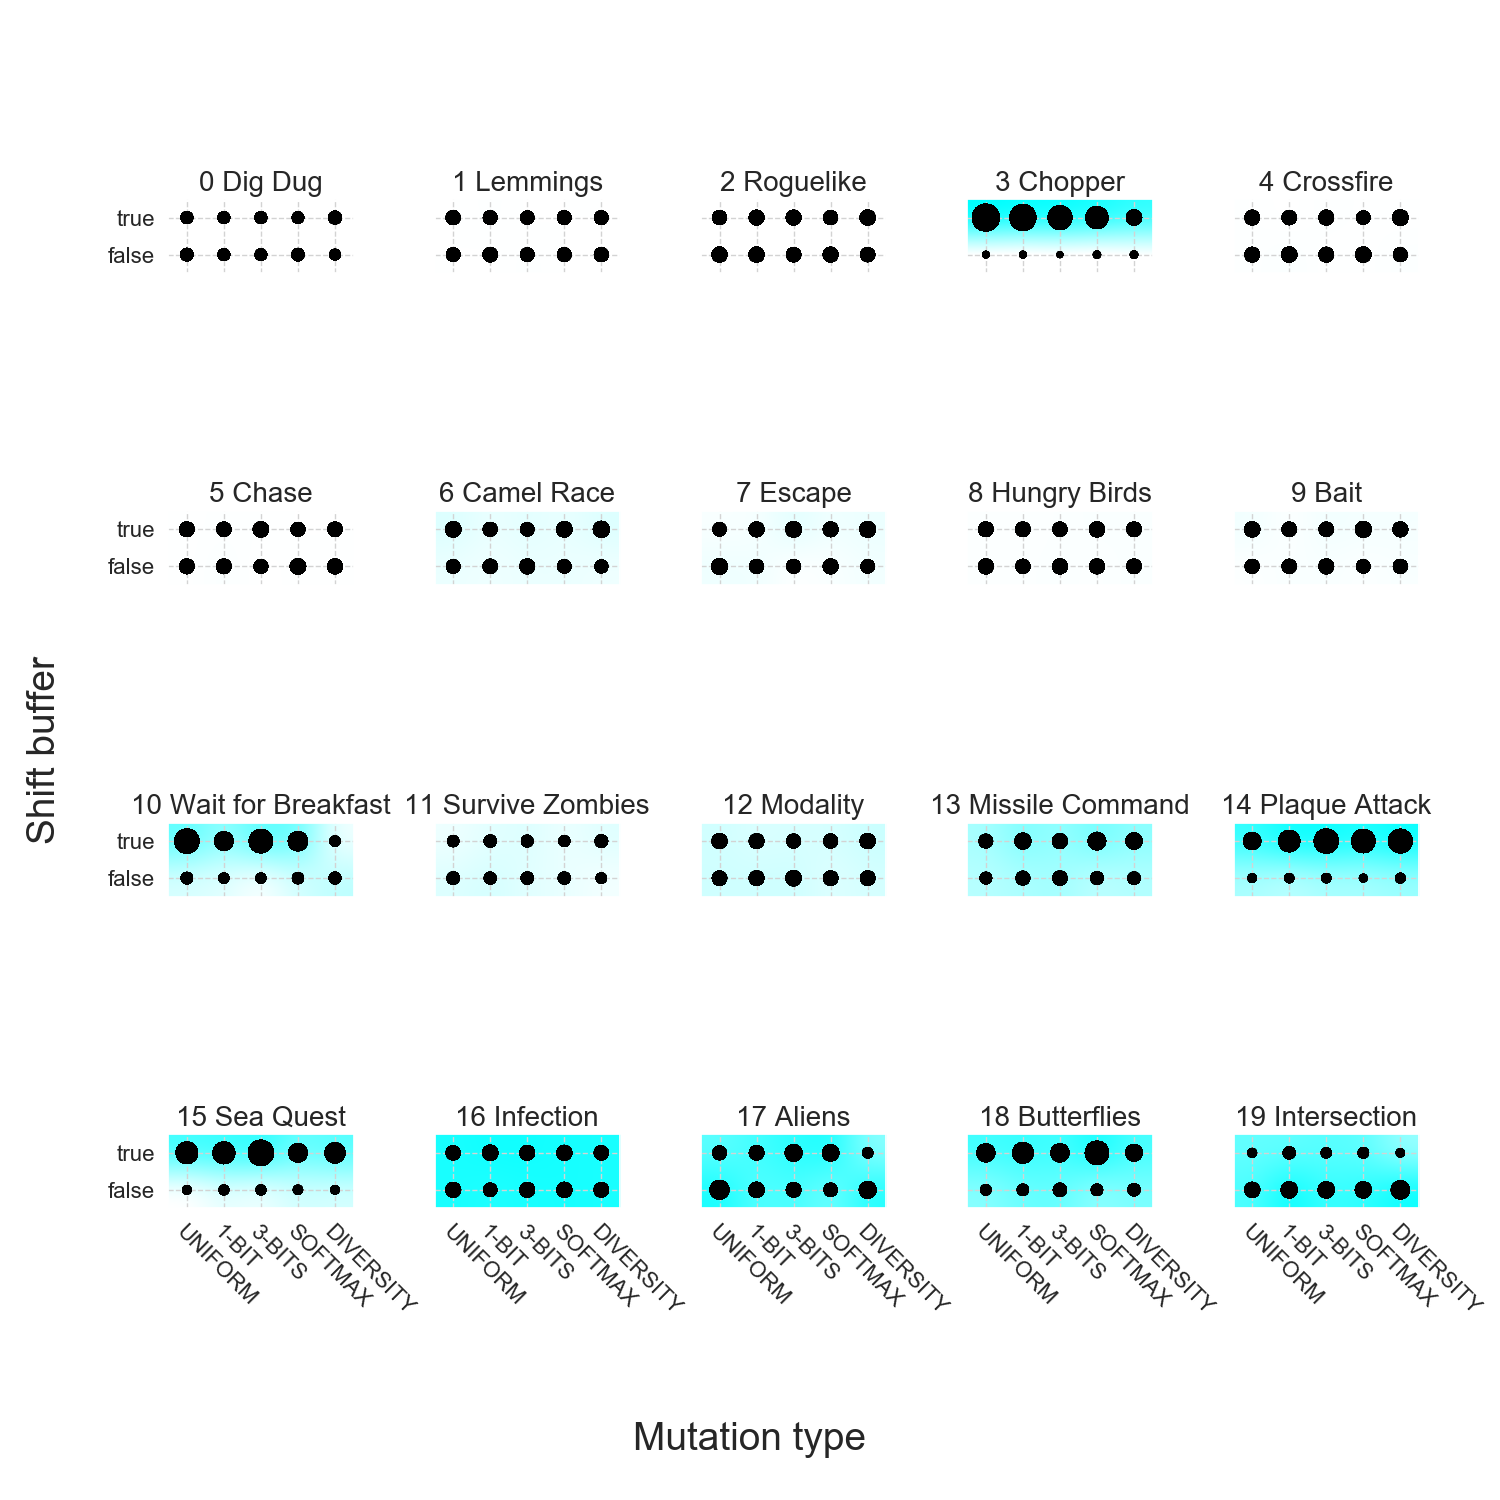 0 Dig Dug
1 Lemmings
2 Roguelike
3 Chopper
4 Crossfire
true
false
5 Chase
6 Camel Race
7 Escape
8 Hungry Birds
9 Bait
true
false
Shift buffer
10 Wait for Breakfast
11 Survive Zombies
12 Modality
13 Missile Command
14 Plaque Attack
true
false
15 Sea Quest
16 Infection
17 Aliens
18 Butterflies
19 Intersection
true
false
UNIFORM
1-BIT
3-BITS
SOFTMAX
DIVERSITY
UNIFORM
1-BIT
3-BITS
SOFTMAX
DIVERSITY
UNIFORM
1-BIT
3-BITS
SOFTMAX
DIVERSITY
UNIFORM
1-BIT
3-BITS
SOFTMAX
DIVERSITY
UNIFORM
1-BIT
3-BITS
SOFTMAX
DIVERSITY
Mutation type